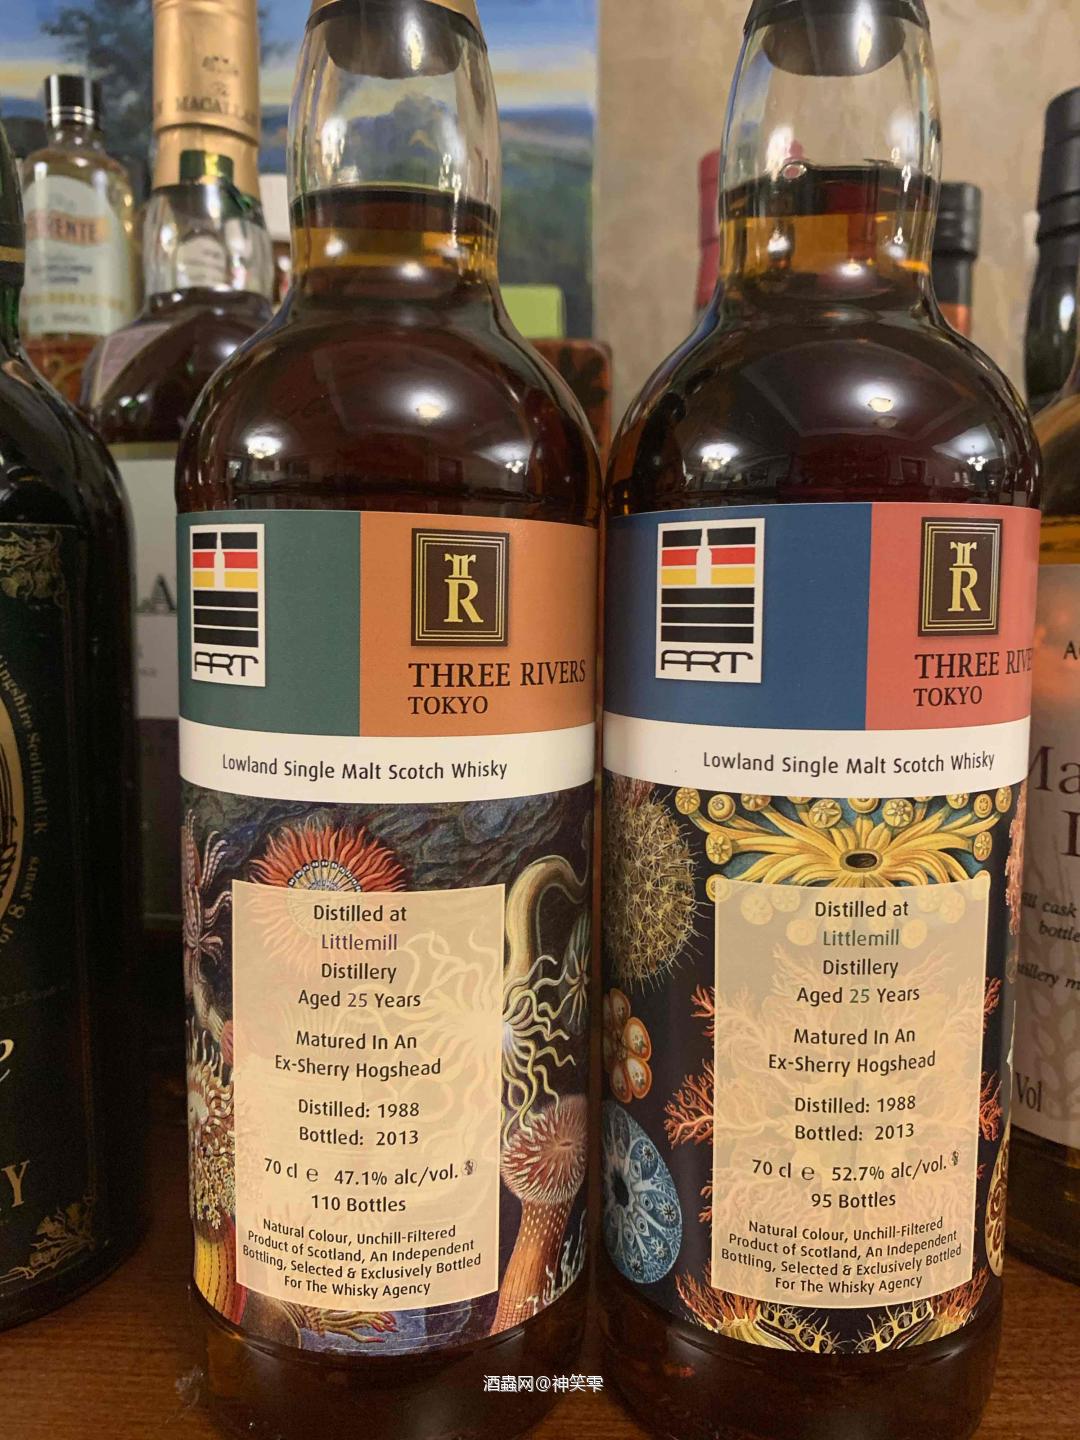 MACALLAN
ART
R
THREE RIVERS
TOKYO
Lowland Single Malt Scotch Whisky
Distilled at
Littlemill
Distillery
Aged 25 Years
Matured In An
Ex-Sherry Hogshead
Distilled: 1988
Bottled: 2013
70 cl e 47.1% alc/vol.
110 Bottles
Natural Colour, Unchill-Filtered
Product of Scotland, An Independent
Bottling, Selected & Exclusively Bottled
For The Whisky Agency
ART
R
THREE RIVE
TOKYO
Lowland Single Malt Scotch Whisky
Distilled at
Littlemill
Distillery
Aged 25 Years
Matured In An
Ex-Sherry Hogshead
Distilled: 1988
Bottled: 2013
70 cl e 52.7% alc/vol.
95 Bottles
Natural Colour, Unchill-Filtered
Product of Scotland, An Independent
Bottling, Selected & Exclusively Bottled
For The Whisky Agency
cask
bottle
Vol
酒蟲网@神笑雫